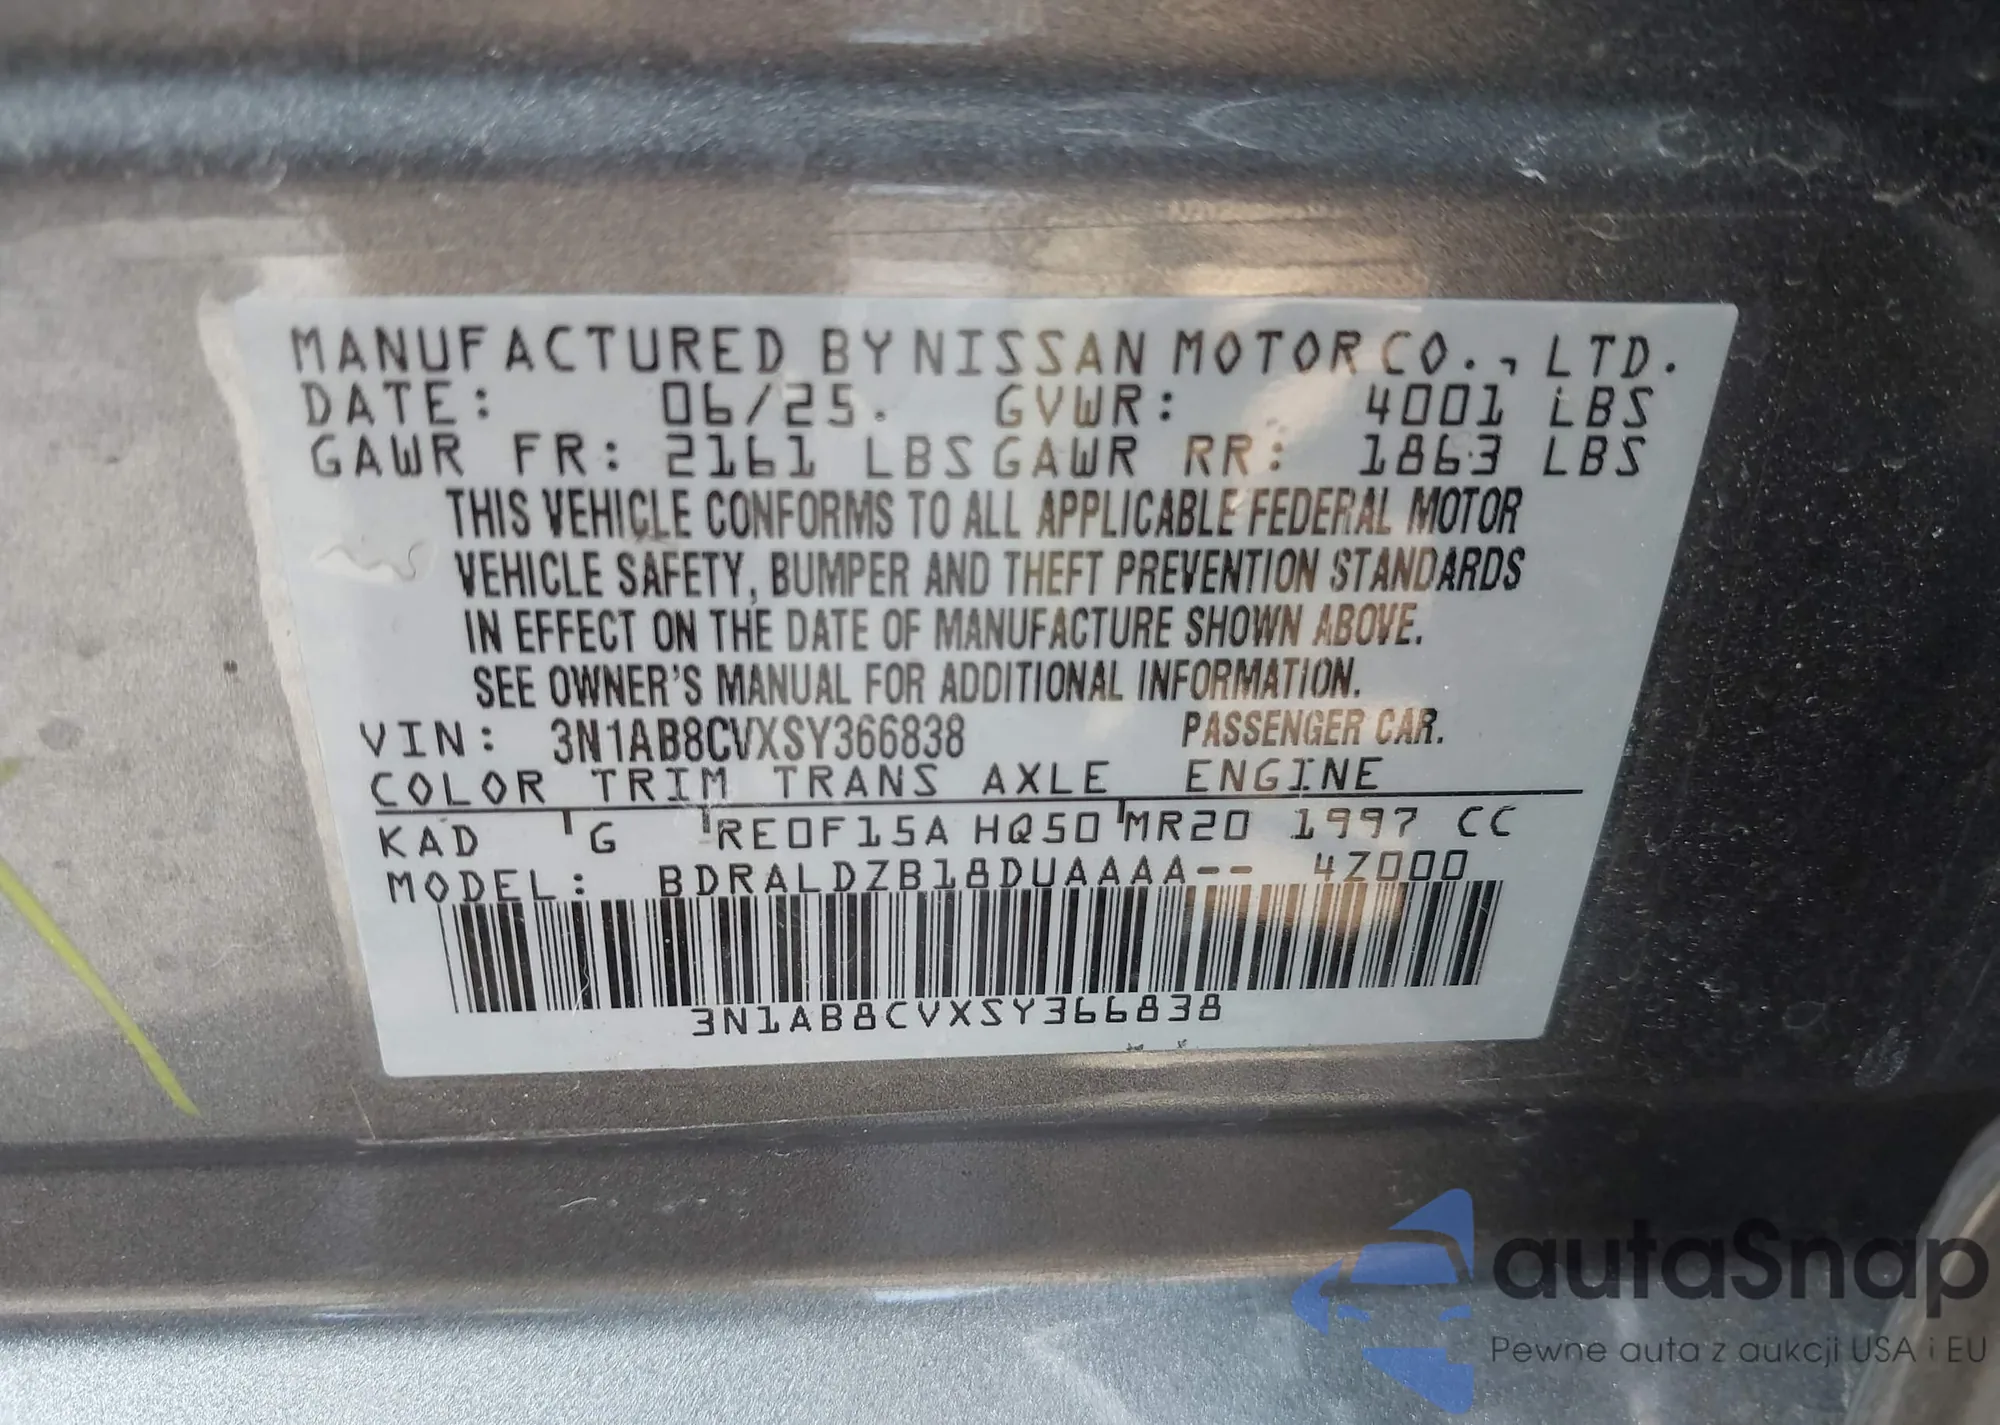 MANUFACTURED BY NISSAN MOTOR CO., LTD.
DATE: 06/25. GVWR: 4001 LBS
GAWR FR: 2161 LBS GAWR RR: 1863 LBS
THIS VEHICLE CONFORMS TO ALL APPLICABLE FEDERAL MOTOR
VEHICLE SAFETY, BUMPER AND THEFT PREVENTION STANDARDS
IN EFFECT ON THE DATE OF MANUFACTURE SHOWN ABOVE.
SEE OWNER'S MANUAL FOR ADDITIONAL INFORMATION.
VIN: 3N1AB8CVXSY366838 PASSENGER CAR.
COLOR TRIM TRANS AXLE ENGINE
KAD G RE0F15A HQ50 MR20 1997 CC
MODEL: BDRALDZB18DUAAAA-- 4Z000
3N1AB8CVXSY366838
autaSnap
Pewne auta z aukcji USA i EU